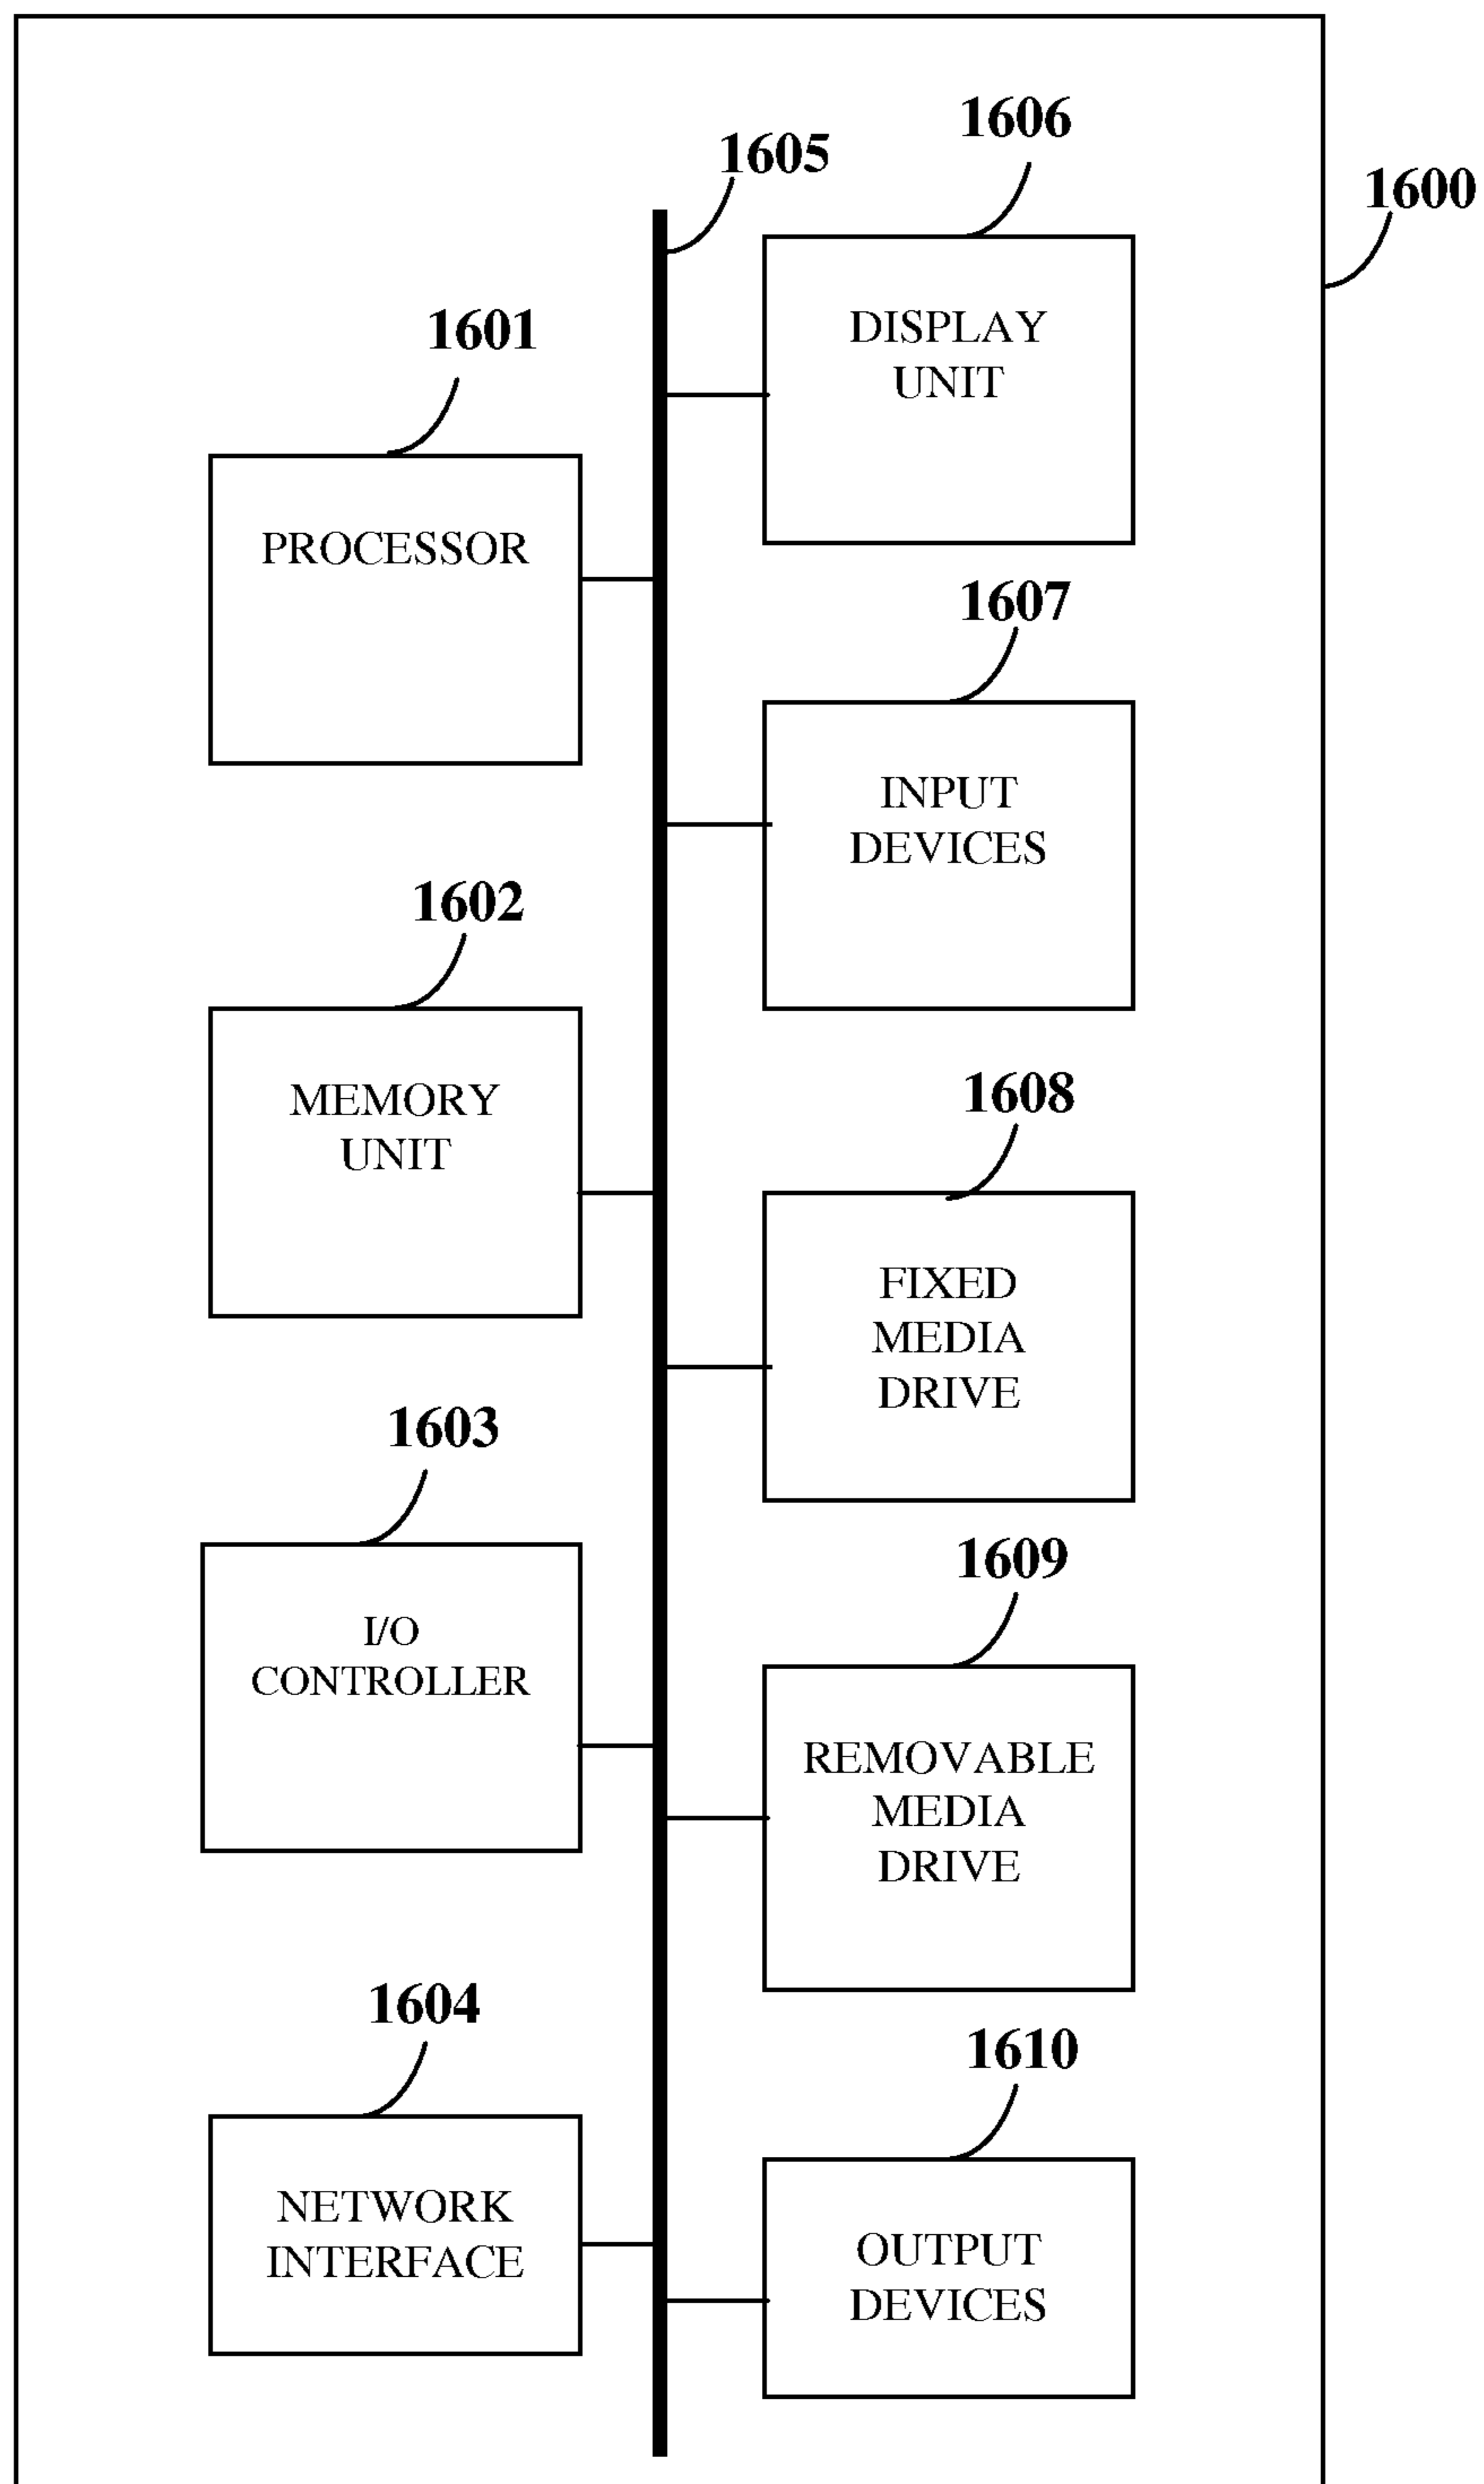 1606
1605
1600
DISPLAY
UNIT
1601
PROCESSOR
1607
INPUT
DEVICES
1602
MEMORY
UNIT
1608
FIXED
MEDIA
DRIVE
1603
I/O
CONTROLLER
1609
REMOVABLE
MEDIA
DRIVE
1604
NETWORK
INTERFACE
1610
OUTPUT
DEVICES